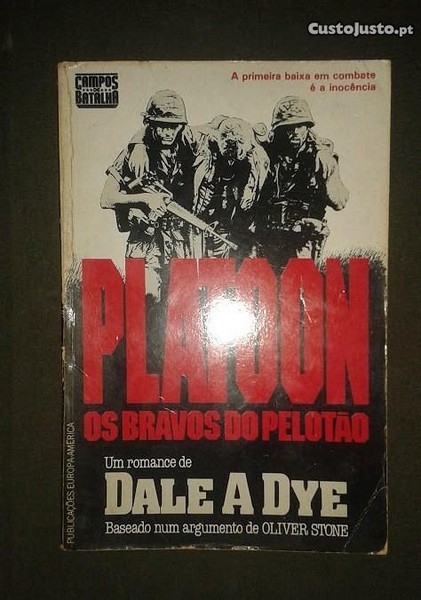 CustoJusto.pt
CAMPOS
DE
BATALHA
A primeira baixa em combate
é a inocência
PLATOON
OS BRAVOS DO PELOTÃO
Um romance de
DALE A DYE
Baseado num argumento de OLIVER STONE
PUBLICAÇÕES EUROPA-AMÉRICA